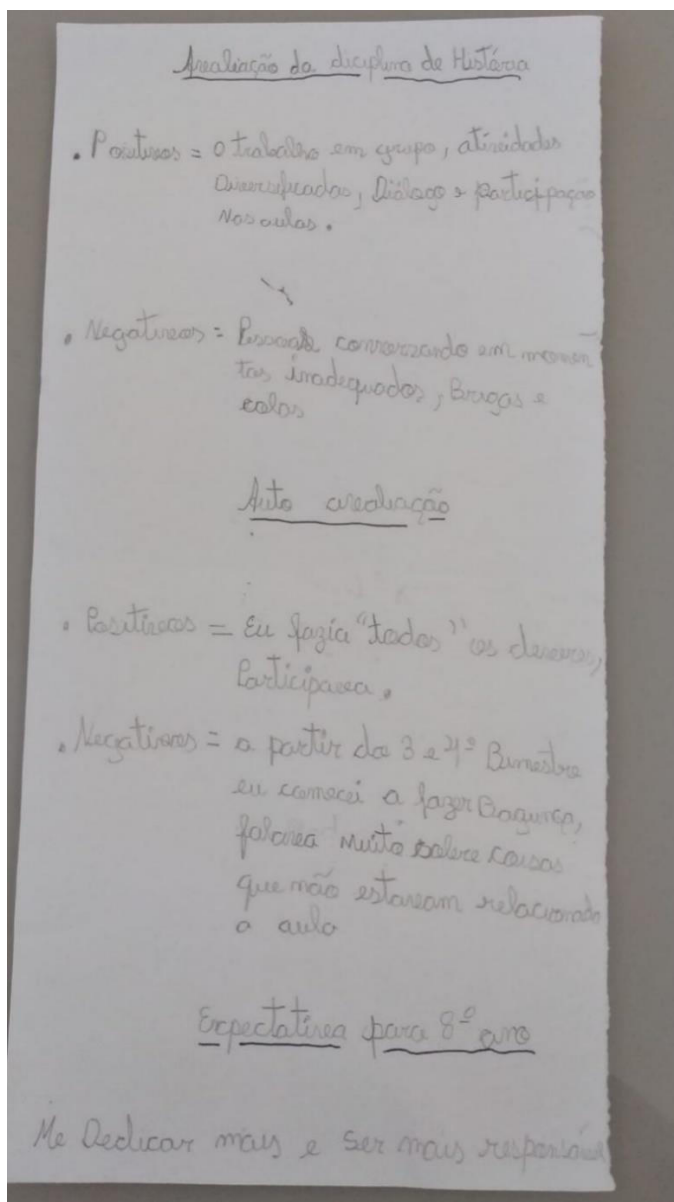 Avaliação da diciplina de História
. Positivos = O trabalho em grupo, atividades
Diversificadas, Diálogo e participação
Nas aulas.
. Negativos = Pessoas conversando em momen
tos inadequados, Brigas e
colas
Auto avaliação
. Positivos = Eu fazia "todos" os deveres,
Participava.
. Negativos = a partir do 3 e 4º Bimestre
eu comecei a fazer Bagunça,
falava muito sobre coisas
que não estavam relacionado
a aula
Expectativa para 8º ano
Me Dedicar mais e Ser mais responsável